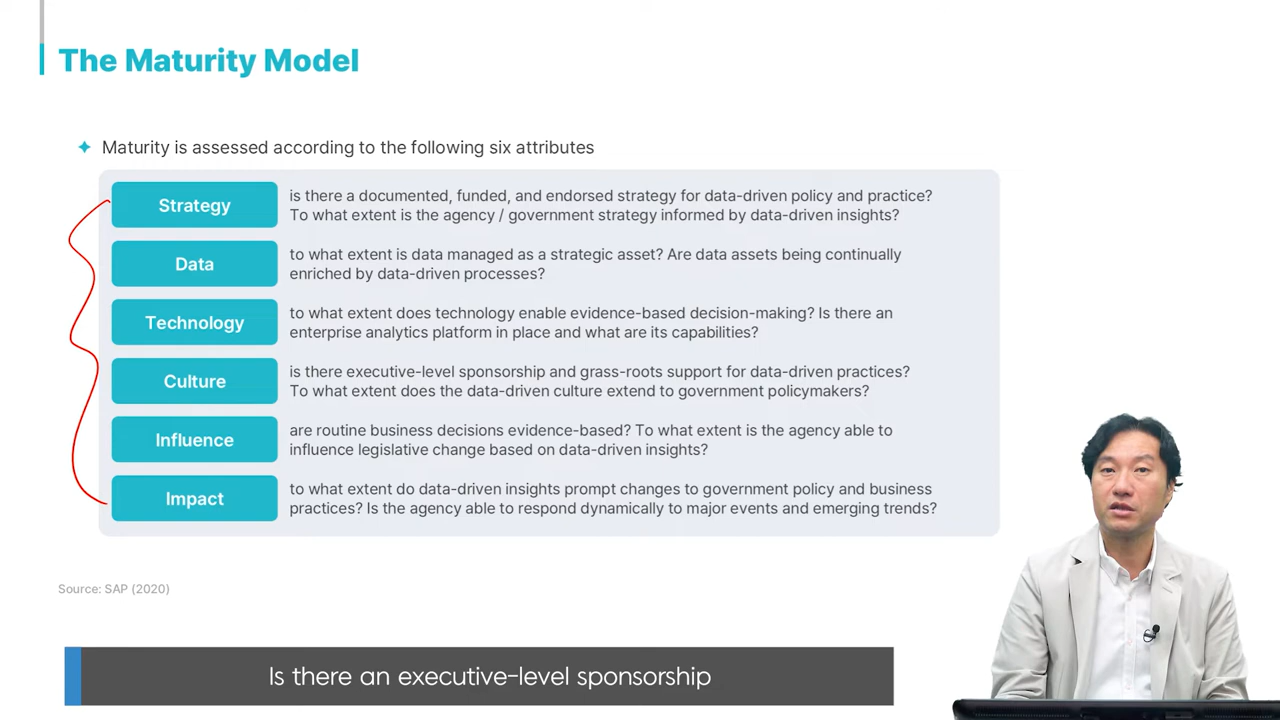 The Maturity Model
✦ Maturity is assessed according to the following six attributes
Strategy
is there a documented, funded, and endorsed strategy for data-driven policy and practice?
To what extent is the agency / government strategy informed by data-driven insights?
Data
to what extent is data managed as a strategic asset? Are data assets being continually
enriched by data-driven processes?
Technology
to what extent does technology enable evidence-based decision-making? Is there an
enterprise analytics platform in place and what are its capabilities?
Culture
is there executive-level sponsorship and grass-roots support for data-driven practices?
To what extent does the data-driven culture extend to government policymakers?
Influence
are routine business decisions evidence-based? To what extent is the agency able to
influence legislative change based on data-driven insights?
Impact
to what extent do data-driven insights prompt changes to government policy and business
practices? Is the agency able to respond dynamically to major events and emerging trends?
Source: SAP (2020)
Is there an executive-level sponsorship